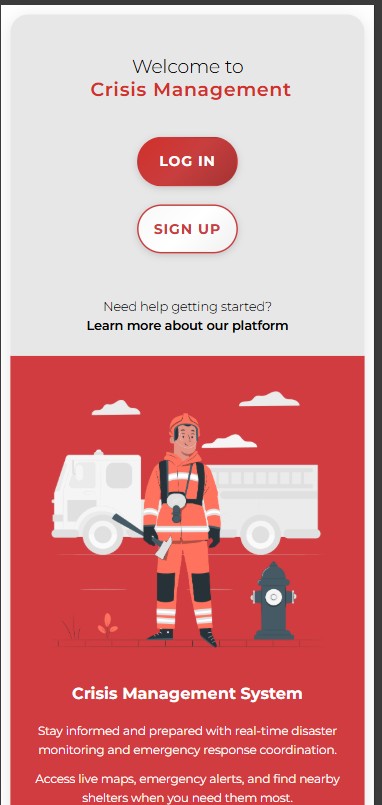 Welcome to
Crisis Management
LOG IN
SIGN UP
Need help getting started?
Learn more about our platform
Crisis Management System
Stay informed and prepared with real-time disaster
monitoring and emergency response coordination.
Access live maps, emergency alerts, and find nearby
shelters when you need them most.